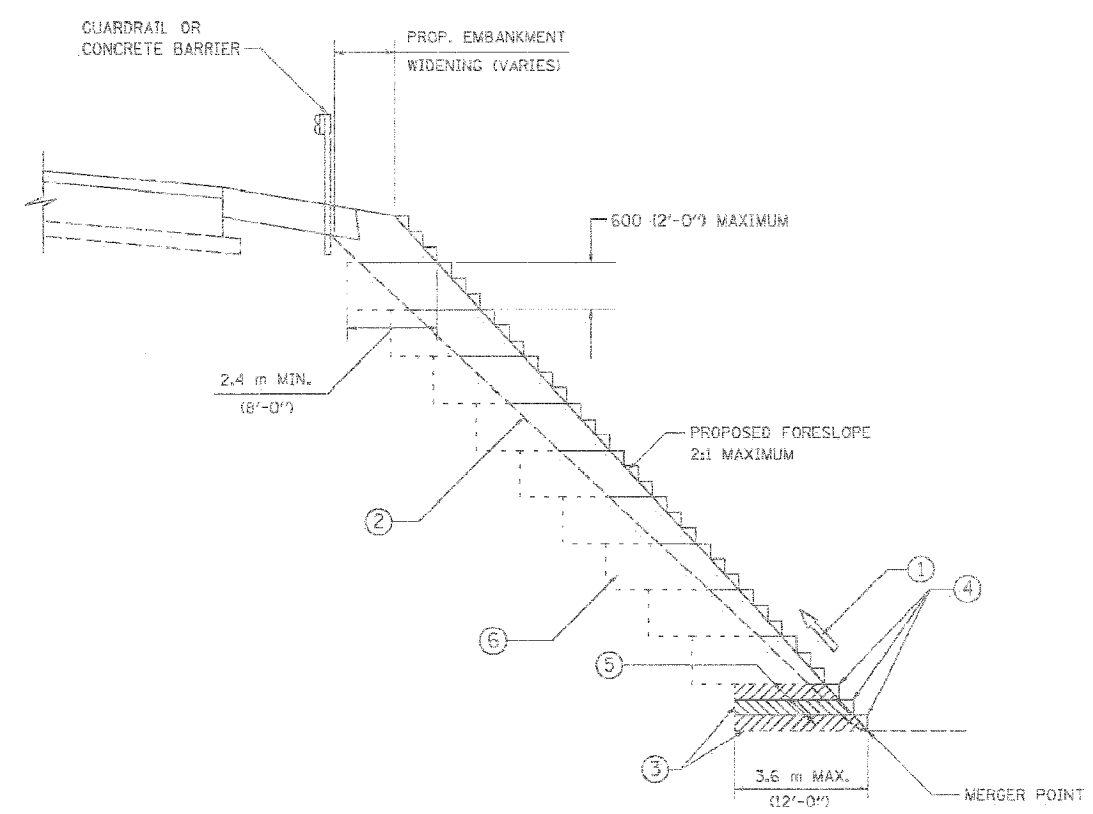 GUARDRAIL OR
CONCRETE BARRIER
PROP. EMBANKMENT
WIDENING (VARIES)
600 (2'-0") MAXIMUM
2.4 m MIN.
(8'-0")
PROPOSED FORESLOPE
2:1 MAXIMUM
2
1
4
6
5
3
3.6 m MAX.
(12'-0")
MERGER POINT